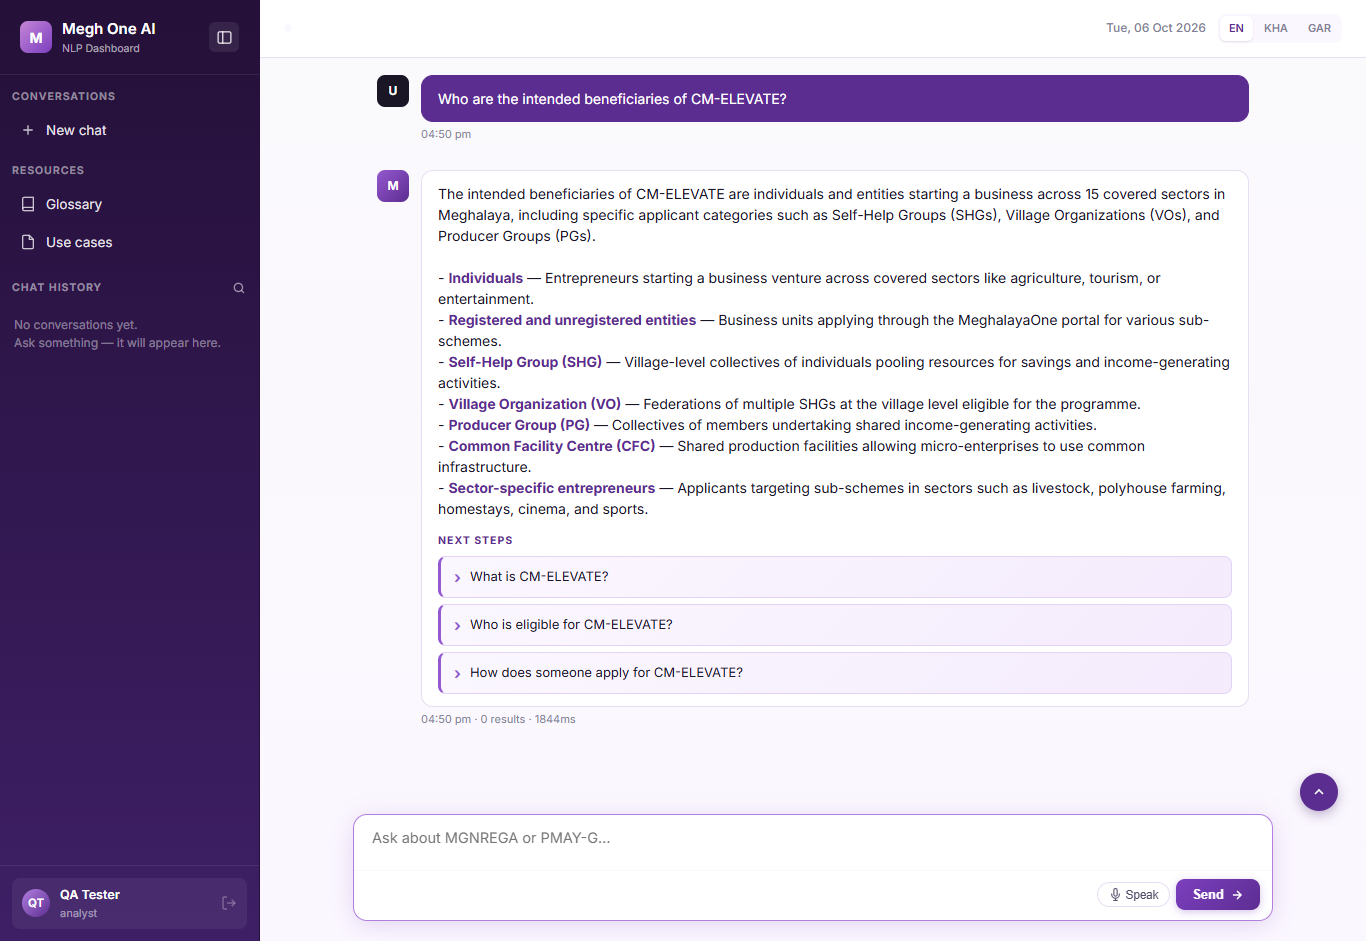 M
Megh One AI
NLP Dashboard
CONVERSATIONS
New chat
RESOURCES
Glossary
Use cases
CHAT HISTORY
No conversations yet.
Ask something — it will appear here.
QT
QA Tester
analyst
Tue, 06 Oct 2026
EN KHA GAR
U
Who are the intended beneficiaries of CM-ELEVATE?
04:50 pm
M
The intended beneficiaries of CM-ELEVATE are individuals and entities starting a business across 15 covered sectors in
Meghalaya, including specific applicant categories such as Self-Help Groups (SHGs), Village Organizations (VOs), and
Producer Groups (PGs).
- Individuals — Entrepreneurs starting a business venture across covered sectors like agriculture, tourism, or
entertainment.
- Registered and unregistered entities — Business units applying through the MeghalayaOne portal for various sub-
schemes.
- Self-Help Group (SHG) — Village-level collectives of individuals pooling resources for savings and income-generating
activities.
- Village Organization (VO) — Federations of multiple SHGs at the village level eligible for the programme.
- Producer Group (PG) — Collectives of members undertaking shared income-generating activities.
- Common Facility Centre (CFC) — Shared production facilities allowing micro-enterprises to use common
infrastructure.
- Sector-specific entrepreneurs — Applicants targeting sub-schemes in sectors such as livestock, polyhouse farming,
homestays, cinema, and sports.
NEXT STEPS
What is CM-ELEVATE?
Who is eligible for CM-ELEVATE?
How does someone apply for CM-ELEVATE?
04:50 pm · 0 results · 1844ms
Ask about MGNREGA or PMAY-G...
Speak
Send →